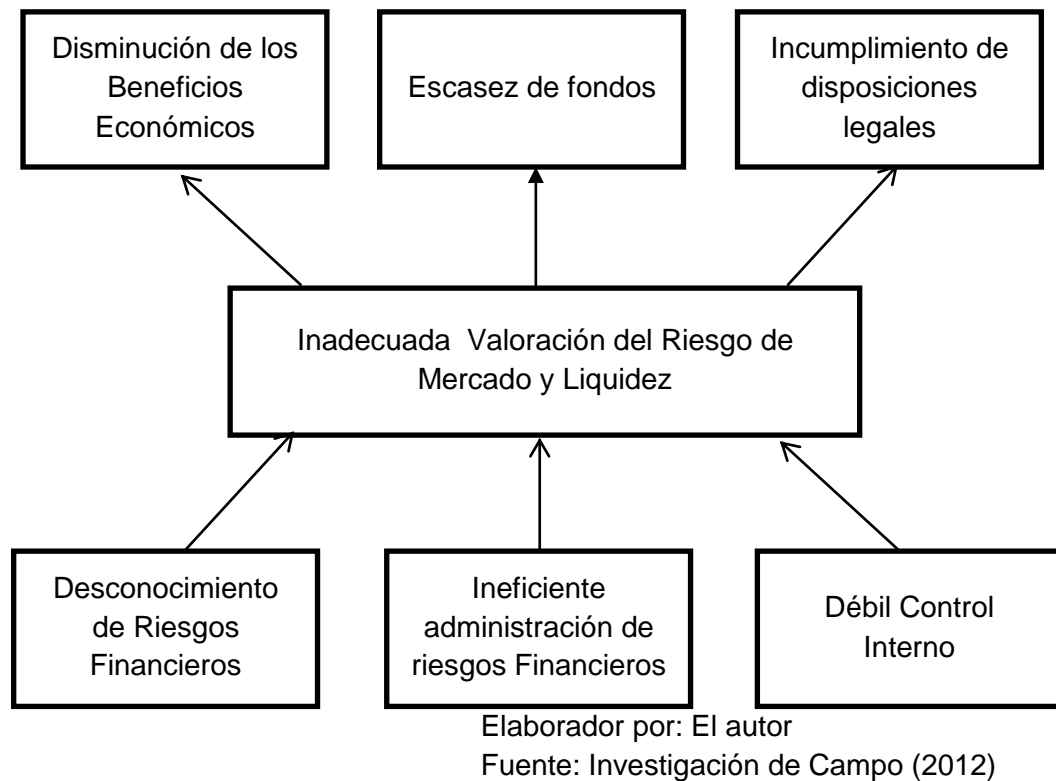 Disminución de los
Beneficios
Económicos
Escasez de fondos
Incumplimiento de
disposiciones
legales
Inadecuada  Valoración del Riesgo de
Mercado y Liquidez
Desconocimiento
de Riesgos
Financieros
Ineficiente
administración de
riesgos Financieros
Débil Control
Interno
Elaborador por: El autor
Fuente: Investigación de Campo (2012)